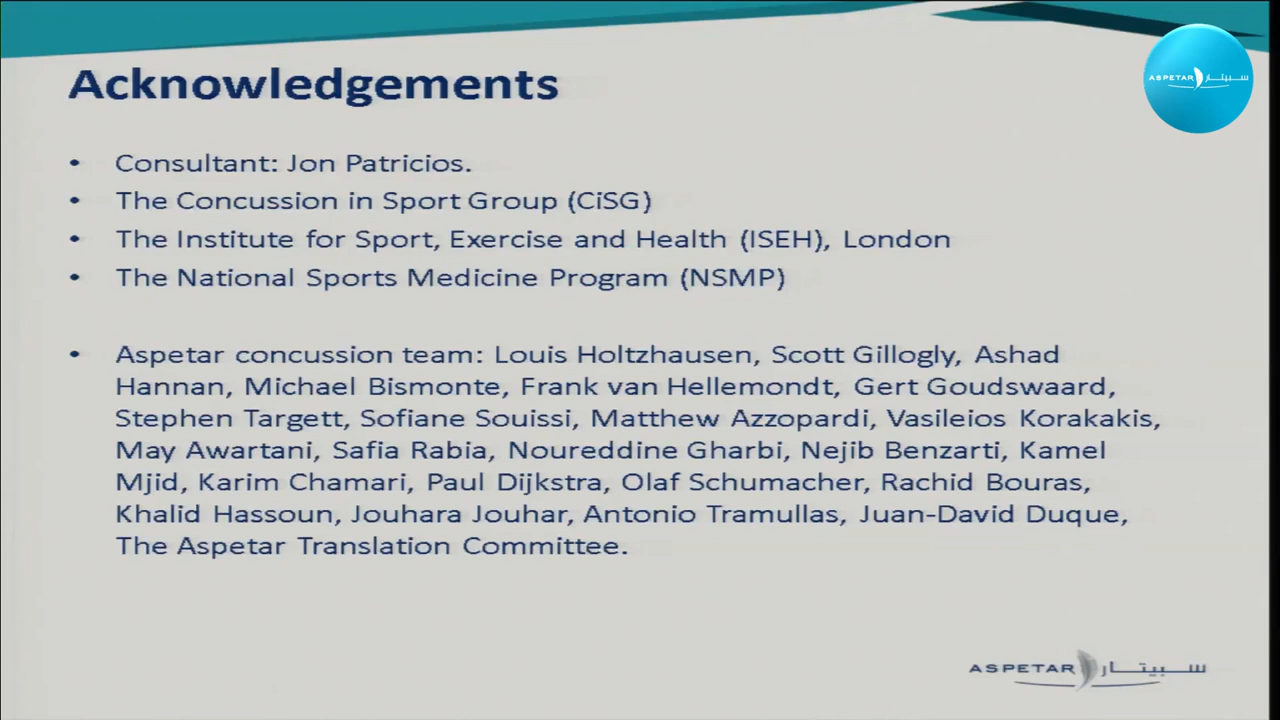 Acknowledgements
ASPETAR سبيتار
• Consultant: Jon Patricios.
• The Concussion in Sport Group (CiSG)
• The Institute for Sport, Exercise and Health (ISEH), London
• The National Sports Medicine Program (NSMP)
• Aspetar concussion team: Louis Holtzhausen, Scott Gillogly, Ashad
Hannan, Michael Bismonte, Frank van Hellemondt, Gert Goudswaard,
Stephen Targett, Sofiane Souissi, Matthew Azzopardi, Vasileios Korakakis,
May Awartani, Safia Rabia, Noureddine Gharbi, Nejib Benzarti, Kamel
Mjid, Karim Chamari, Paul Dijkstra, Olaf Schumacher, Rachid Bouras,
Khalid Hassoun, Jouhara Jouhar, Antonio Tramullas, Juan-David Duque,
The Aspetar Translation Committee.
ASPETAR سبيتار